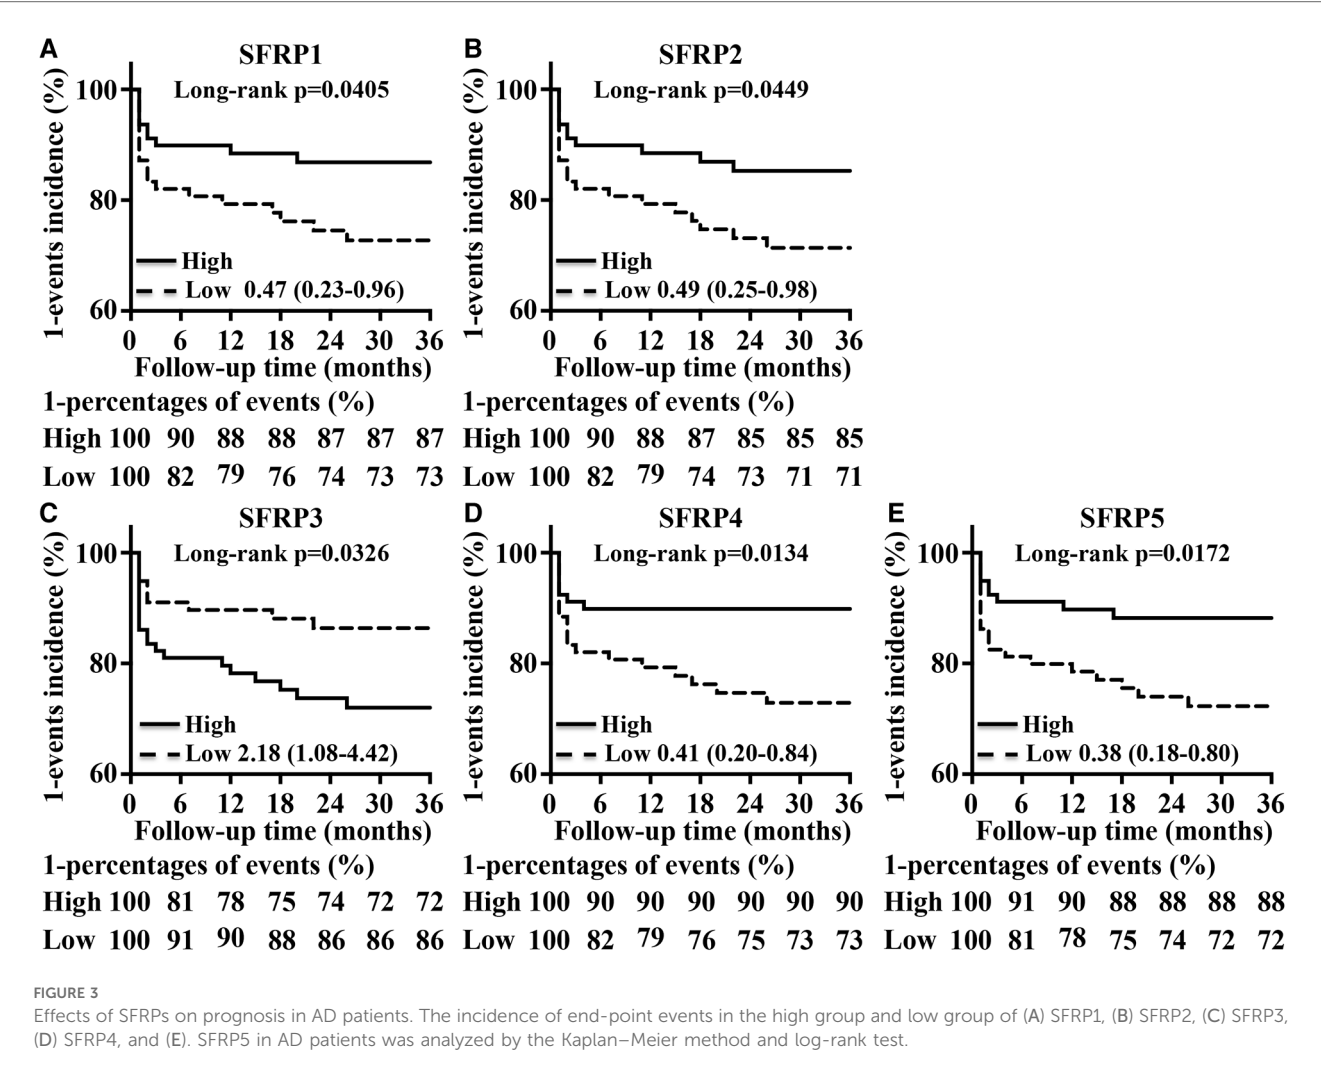 A
SFRP1
Long-rank p=0.0405
1-events incidence (%)
100
80
60
High
Low 0.47 (0.23-0.96)
0 6 12 18 24 30 36
Follow-up time (months)
1-percentages of events (%)
High 100 90 88 88 87 87 87
Low 100 82 79 76 74 73 73
B
SFRP2
Long-rank p=0.0449
1-events incidence (%)
100
80
60
High
Low 0.49 (0.25-0.98)
0 6 12 18 24 30 36
Follow-up time (months)
1-percentages of events (%)
High 100 90 88 87 85 85 85
Low 100 82 79 74 73 71 71
C
SFRP3
Long-rank p=0.0326
1-events incidence (%)
100
80
60
High
Low 2.18 (1.08-4.42)
0 6 12 18 24 30 36
Follow-up time (months)
1-percentages of events (%)
High 100 81 78 75 74 72 72
Low 100 91 90 88 86 86 86
D
SFRP4
Long-rank p=0.0134
1-events incidence (%)
100
80
60
High
Low 0.41 (0.20-0.84)
0 6 12 18 24 30 36
Follow-up time (months)
1-percentages of events (%)
High 100 90 90 90 90 90 90
Low 100 82 79 76 75 73 73
E
SFRP5
Long-rank p=0.0172
1-events incidence (%)
100
80
60
High
Low 0.38 (0.18-0.80)
0 6 12 18 24 30 36
Follow-up time (months)
1-percentages of events (%)
High 100 91 90 88 88 88 88
Low 100 81 78 75 74 72 72
FIGURE 3
Effects of SFRPs on prognosis in AD patients. The incidence of end-point events in the high group and low group of (A) SFRP1, (B) SFRP2, (C) SFRP3,
(D) SFRP4, and (E). SFRP5 in AD patients was analyzed by the Kaplan–Meier method and log-rank test.